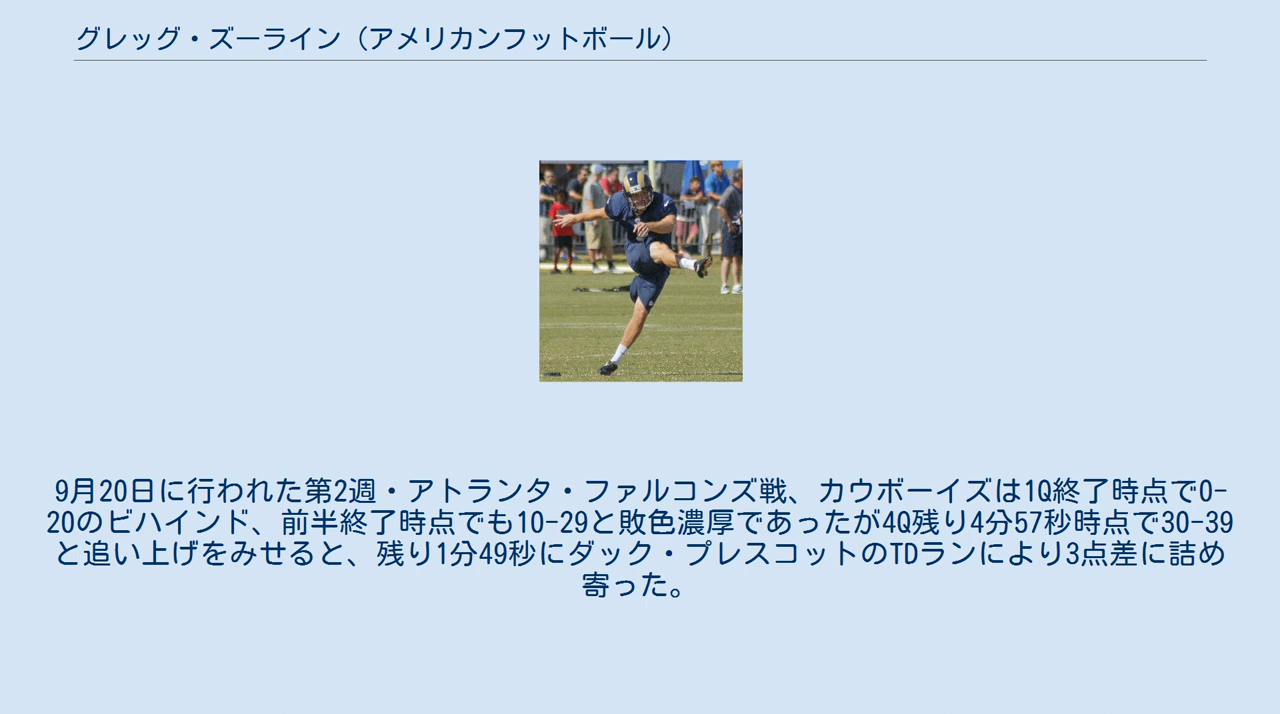 グレッグ・ズーライン（アメリカンフットボール）
9月20日に行われた第2週・アトランタ・ファルコンズ戦、カウボーイズは1Q終了時点で0-
20のビハインド、前半終了時点でも10-29と敗色濃厚であったが4Q残り4分57秒時点で30-39
と追い上げをみせると、残り1分49秒にダック・プレスコットのTDランにより3点差に詰め
寄った。